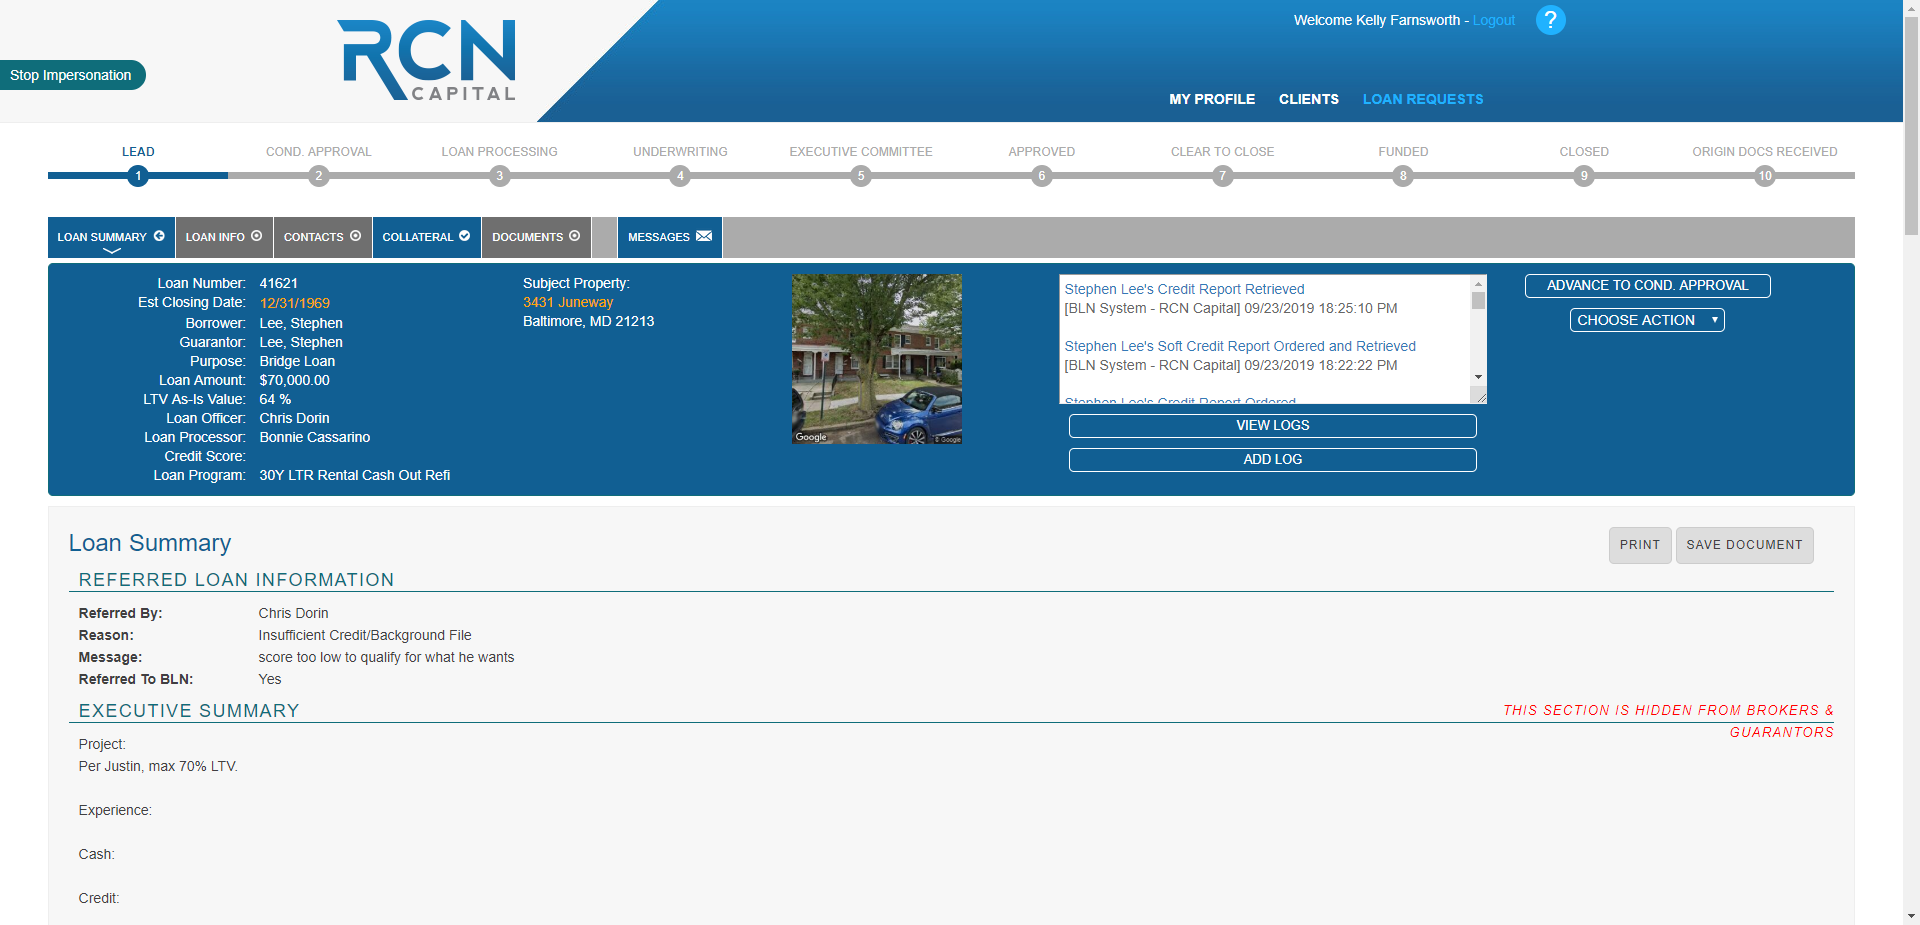 RCN
CAPITAL
Stop Impersonation
Welcome Kelly Farnsworth - Logout
?
MY PROFILE CLIENTS LOAN REQUESTS
LEAD COND. APPROVAL LOAN PROCESSING UNDERWRITING EXECUTIVE COMMITTEE APPROVED CLEAR TO CLOSE FUNDED CLOSED ORIGIN DOCS RECEIVED
1 2 3 4 5 6 7 8 9 10
LOAN SUMMARY LOAN INFO CONTACTS COLLATERAL DOCUMENTS MESSAGES
Loan Number: 41621
Est Closing Date: 12/31/1969
Borrower: Lee, Stephen
Guarantor: Lee, Stephen
Purpose: Bridge Loan
Loan Amount: $70,000.00
LTV As-Is Value: 64 %
Loan Officer: Chris Dorin
Loan Processor: Bonnie Cassarino
Credit Score:
Loan Program: 30Y LTR Rental Cash Out Refi
Subject Property:
3431 Juneway
Baltimore, MD 21213
Google
© Google
Stephen Lee's Credit Report Retrieved
[BLN System - RCN Capital] 09/23/2019 18:25:10 PM
Stephen Lee's Soft Credit Report Ordered and Retrieved
[BLN System - RCN Capital] 09/23/2019 18:22:22 PM
Stephen Lee's Credit Report Ordered
VIEW LOGS
ADD LOG
ADVANCE TO COND. APPROVAL
CHOOSE ACTION
Loan Summary
PRINT SAVE DOCUMENT
REFERRED LOAN INFORMATION
Referred By: Chris Dorin
Reason: Insufficient Credit/Background File
Message: score too low to qualify for what he wants
Referred To BLN: Yes
EXECUTIVE SUMMARY
THIS SECTION IS HIDDEN FROM BROKERS &
GUARANTORS
Project:
Per Justin, max 70% LTV.
Experience:
Cash:
Credit: